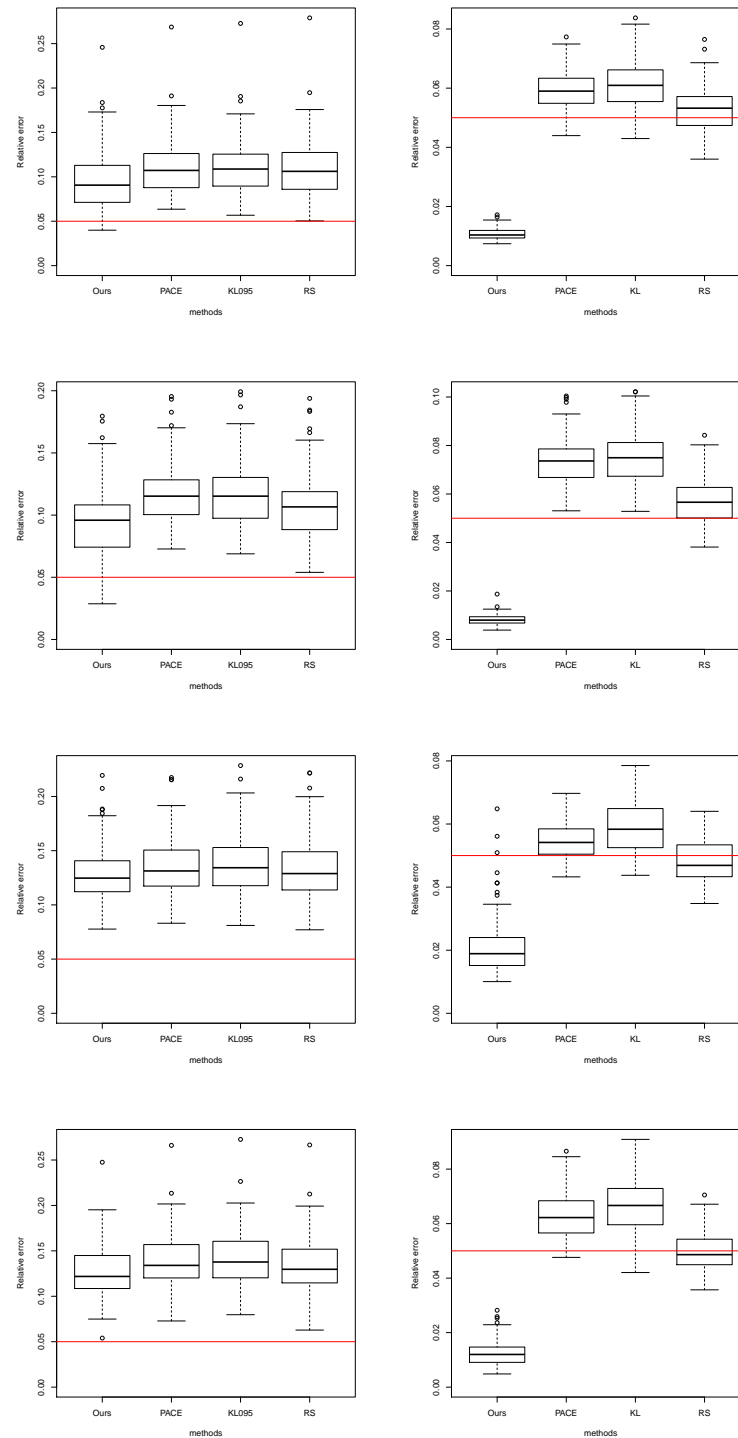 0.00 0.05 0.10 0.15 0.20 0.25
Relative error
Ours PACE KL095 RS
methods
0.00 0.02 0.04 0.06 0.08
Relative error
Ours PACE KL RS
methods
0.00 0.05 0.10 0.15 0.20
Relative error
Ours PACE KL095 RS
methods
0.00 0.02 0.04 0.06 0.08 0.10
Relative error
Ours PACE KL RS
methods
0.00 0.05 0.10 0.15 0.20
Relative error
Ours PACE KL095 RS
methods
0.00 0.02 0.04 0.06 0.08
Relative error
Ours PACE KL RS
methods
0.00 0.05 0.10 0.15 0.20 0.25
Relative error
Ours PACE KL095 RS
methods
0.00 0.02 0.04 0.06 0.08
Relative error
Ours PACE KL RS
methods